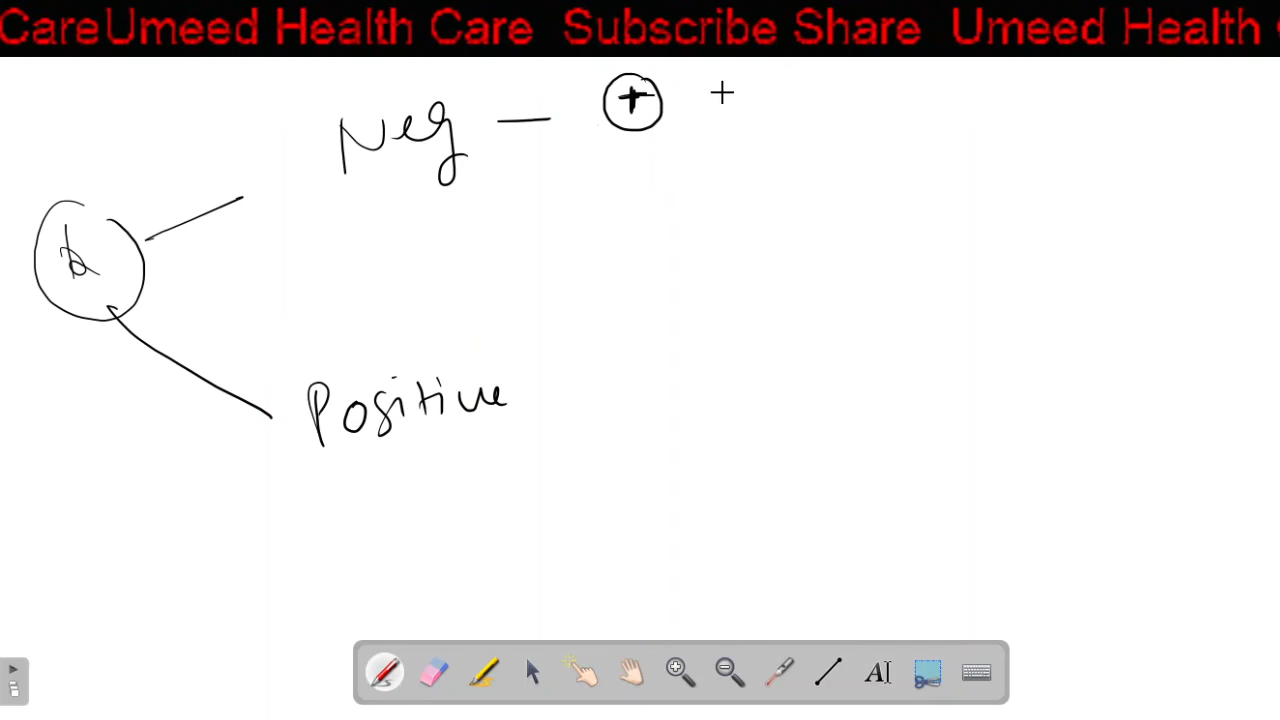 CareUmeed Health Care Subscribe Share Umeed Health
Neg — +
Positive